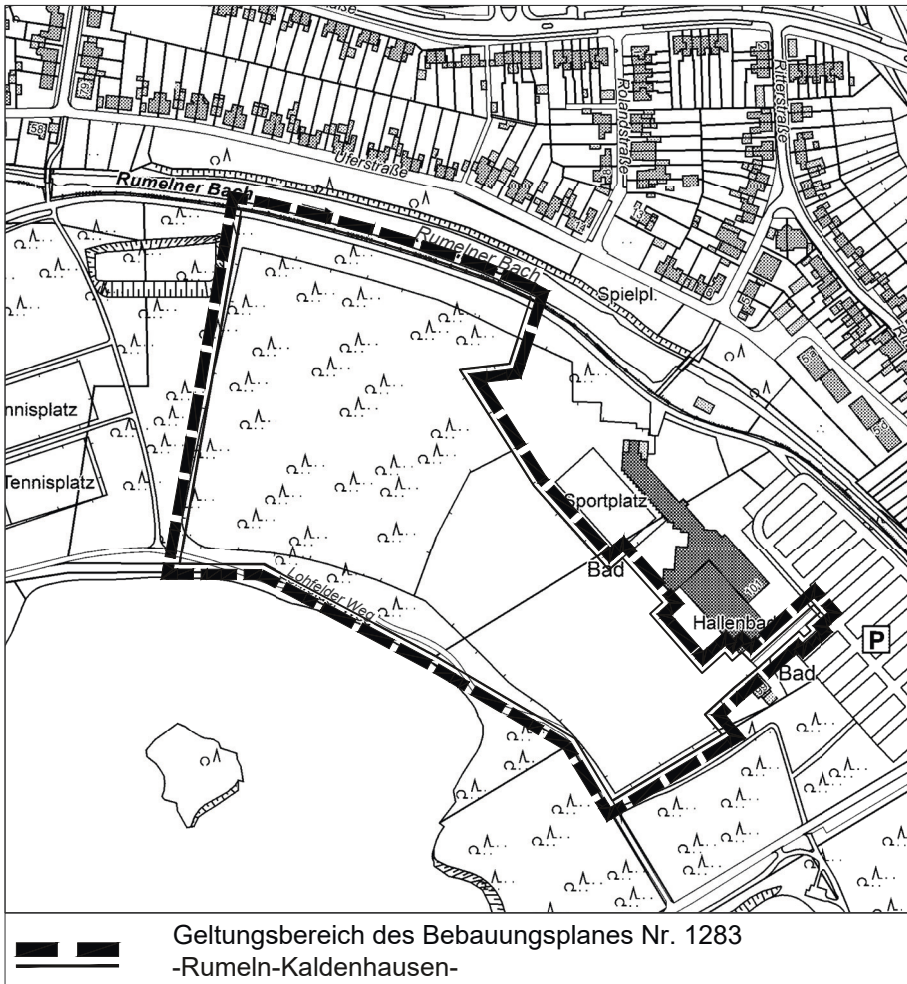 Rolandstraße
Ritterstraße
Uferstraße
Rumelner Bach
Rumelner Bach
Spielpl.
nnisplatz
Tennisplatz
Sportplatz
Bad
Lohfelder Weg
Hallenbad
P
Bad
Geltungsbereich des Bebauungsplanes Nr. 1283
-Rumeln-Kaldenhausen-